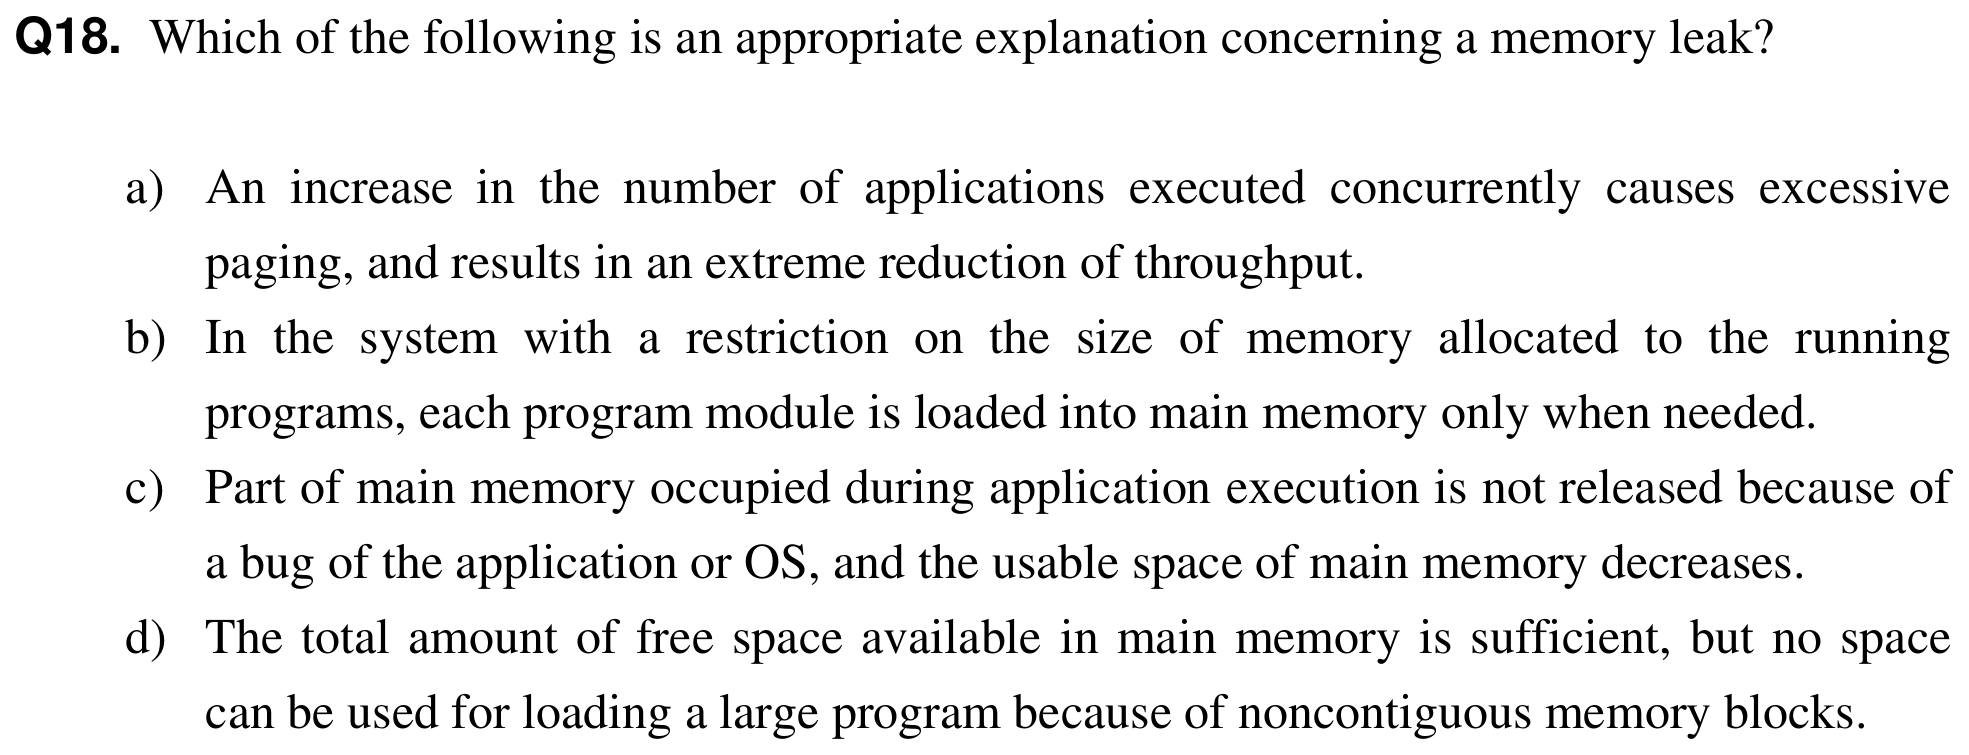 Q18. Which of the following is an appropriate explanation concerning a memory leak?
a) An increase in the number of applications executed concurrently causes excessive
paging, and results in an extreme reduction of throughput.
b) In the system with a restriction on the size of memory allocated to the running
programs, each program module is loaded into main memory only when needed.
c) Part of main memory occupied during application execution is not released because of
a bug of the application or OS, and the usable space of main memory decreases.
d) The total amount of free space available in main memory is sufficient, but no space
can be used for loading a large program because of noncontiguous memory blocks.